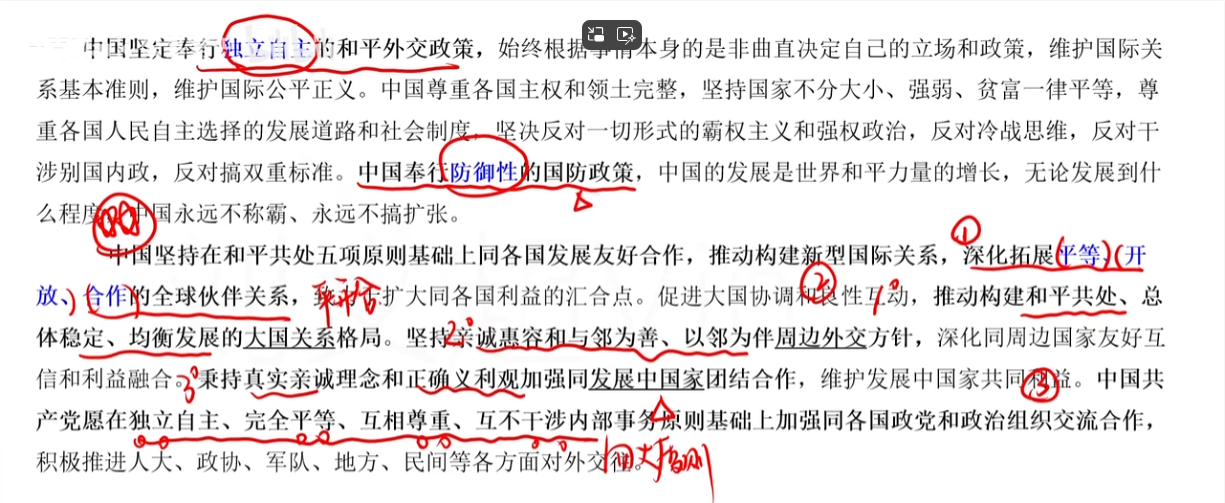 中国坚定奉行独立自主的和平外交政策，始终根据事情本身的是非曲直决定自己的立场和政策，维护国际关
系基本准则，维护国际公平正义。中国尊重各国主权和领土完整，坚持国家不分大小、强弱、贫富一律平等，尊
重各国人民自主选择的发展道路和社会制度，坚决反对一切形式的霸权主义和强权政治，反对冷战思维，反对干
涉别国内政，反对搞双重标准。中国奉行防御性的国防政策，中国的发展是世界和平力量的增长，无论发展到什
么程度，中国永远不称霸、永远不搞扩张。
①
中国坚持在和平共处五项原则基础上同各国发展友好合作，推动构建新型国际关系，深化拓展平等、开
放、合作的全球伙伴关系，扩大同各国利益的汇合点。促进大国协调和良性互动，推动构建和平共处、总
平开合
② 1°
体稳定、均衡发展的大国关系格局。坚持亲诚惠容和与邻为善、以邻为伴周边外交方针，深化同周边国家友好互
2°
信和利益融合。秉持真实亲诚理念和正确义利观加强同发展中国家团结合作，维护发展中国家共同利益。中国共
3° ③
产党愿在独立自主、完全平等、互相尊重、互不干涉内部事务原则基础上加强同各国政党和政治组织交流合作，
积极推进人大、政协、军队、地方、民间等各方面对外交往。
原则